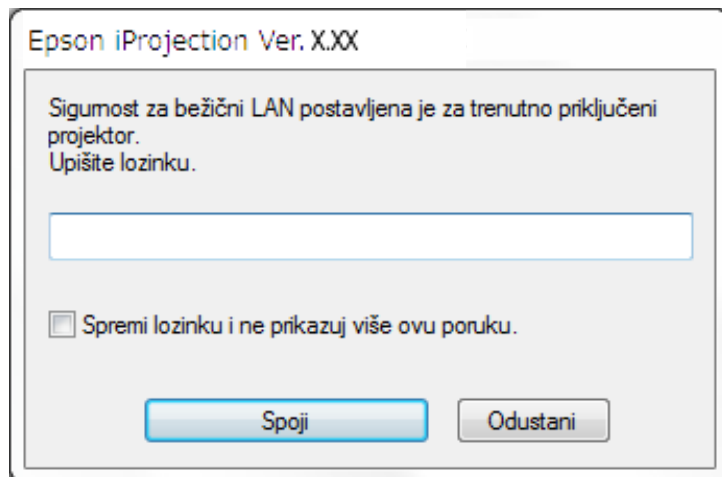 Epson iProjection Ver. X.XX
Sigurnost za bežični LAN postavljena je za trenutno priključeni
projektor.
Upišite lozinku.
Spremi lozinku i ne prikazuj više ovu poruku.
Spoji
Odustani